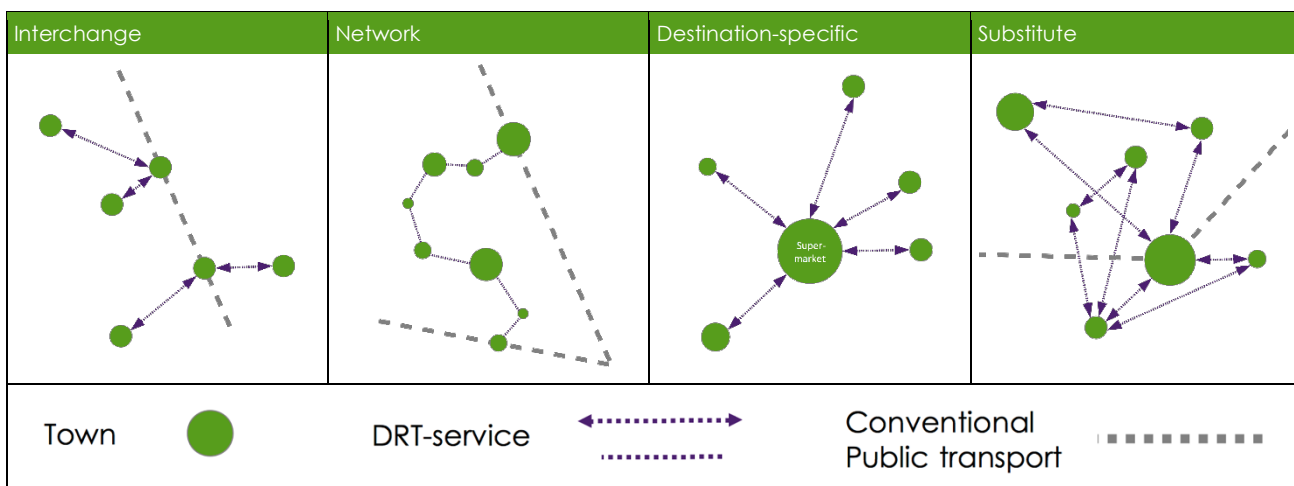 Interchange
Network
Destination-specific
Substitute
Super-
market
Town
DRT-service
Conventional
Public transport